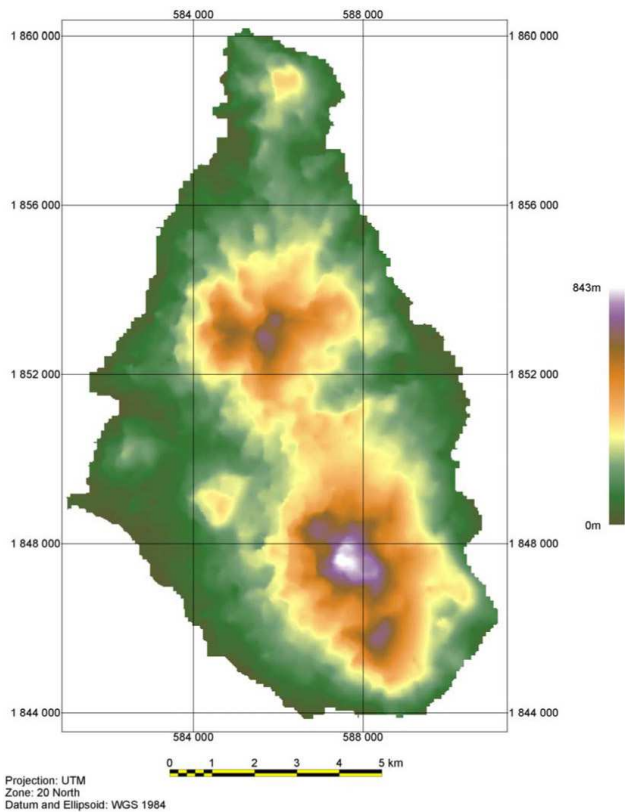 584 000 588 000
1 860 000 1 860 000
1 856 000 1 856 000
843m
1 852 000 1 852 000
0m
1 848 000 1 848 000
1 844 000 1 844 000
584 000 588 000
0 1 2 3 4 5 km
Projection: UTM
Zone: 20 North
Datum and Ellipsoid: WGS 1984